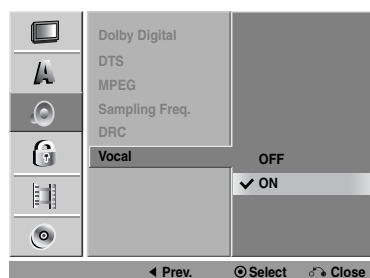 Dolby Digital
DTS
MPEG
Sampling Freq.
DRC
Vocal
OFF
✔ ON
◀ Prev. Select Close